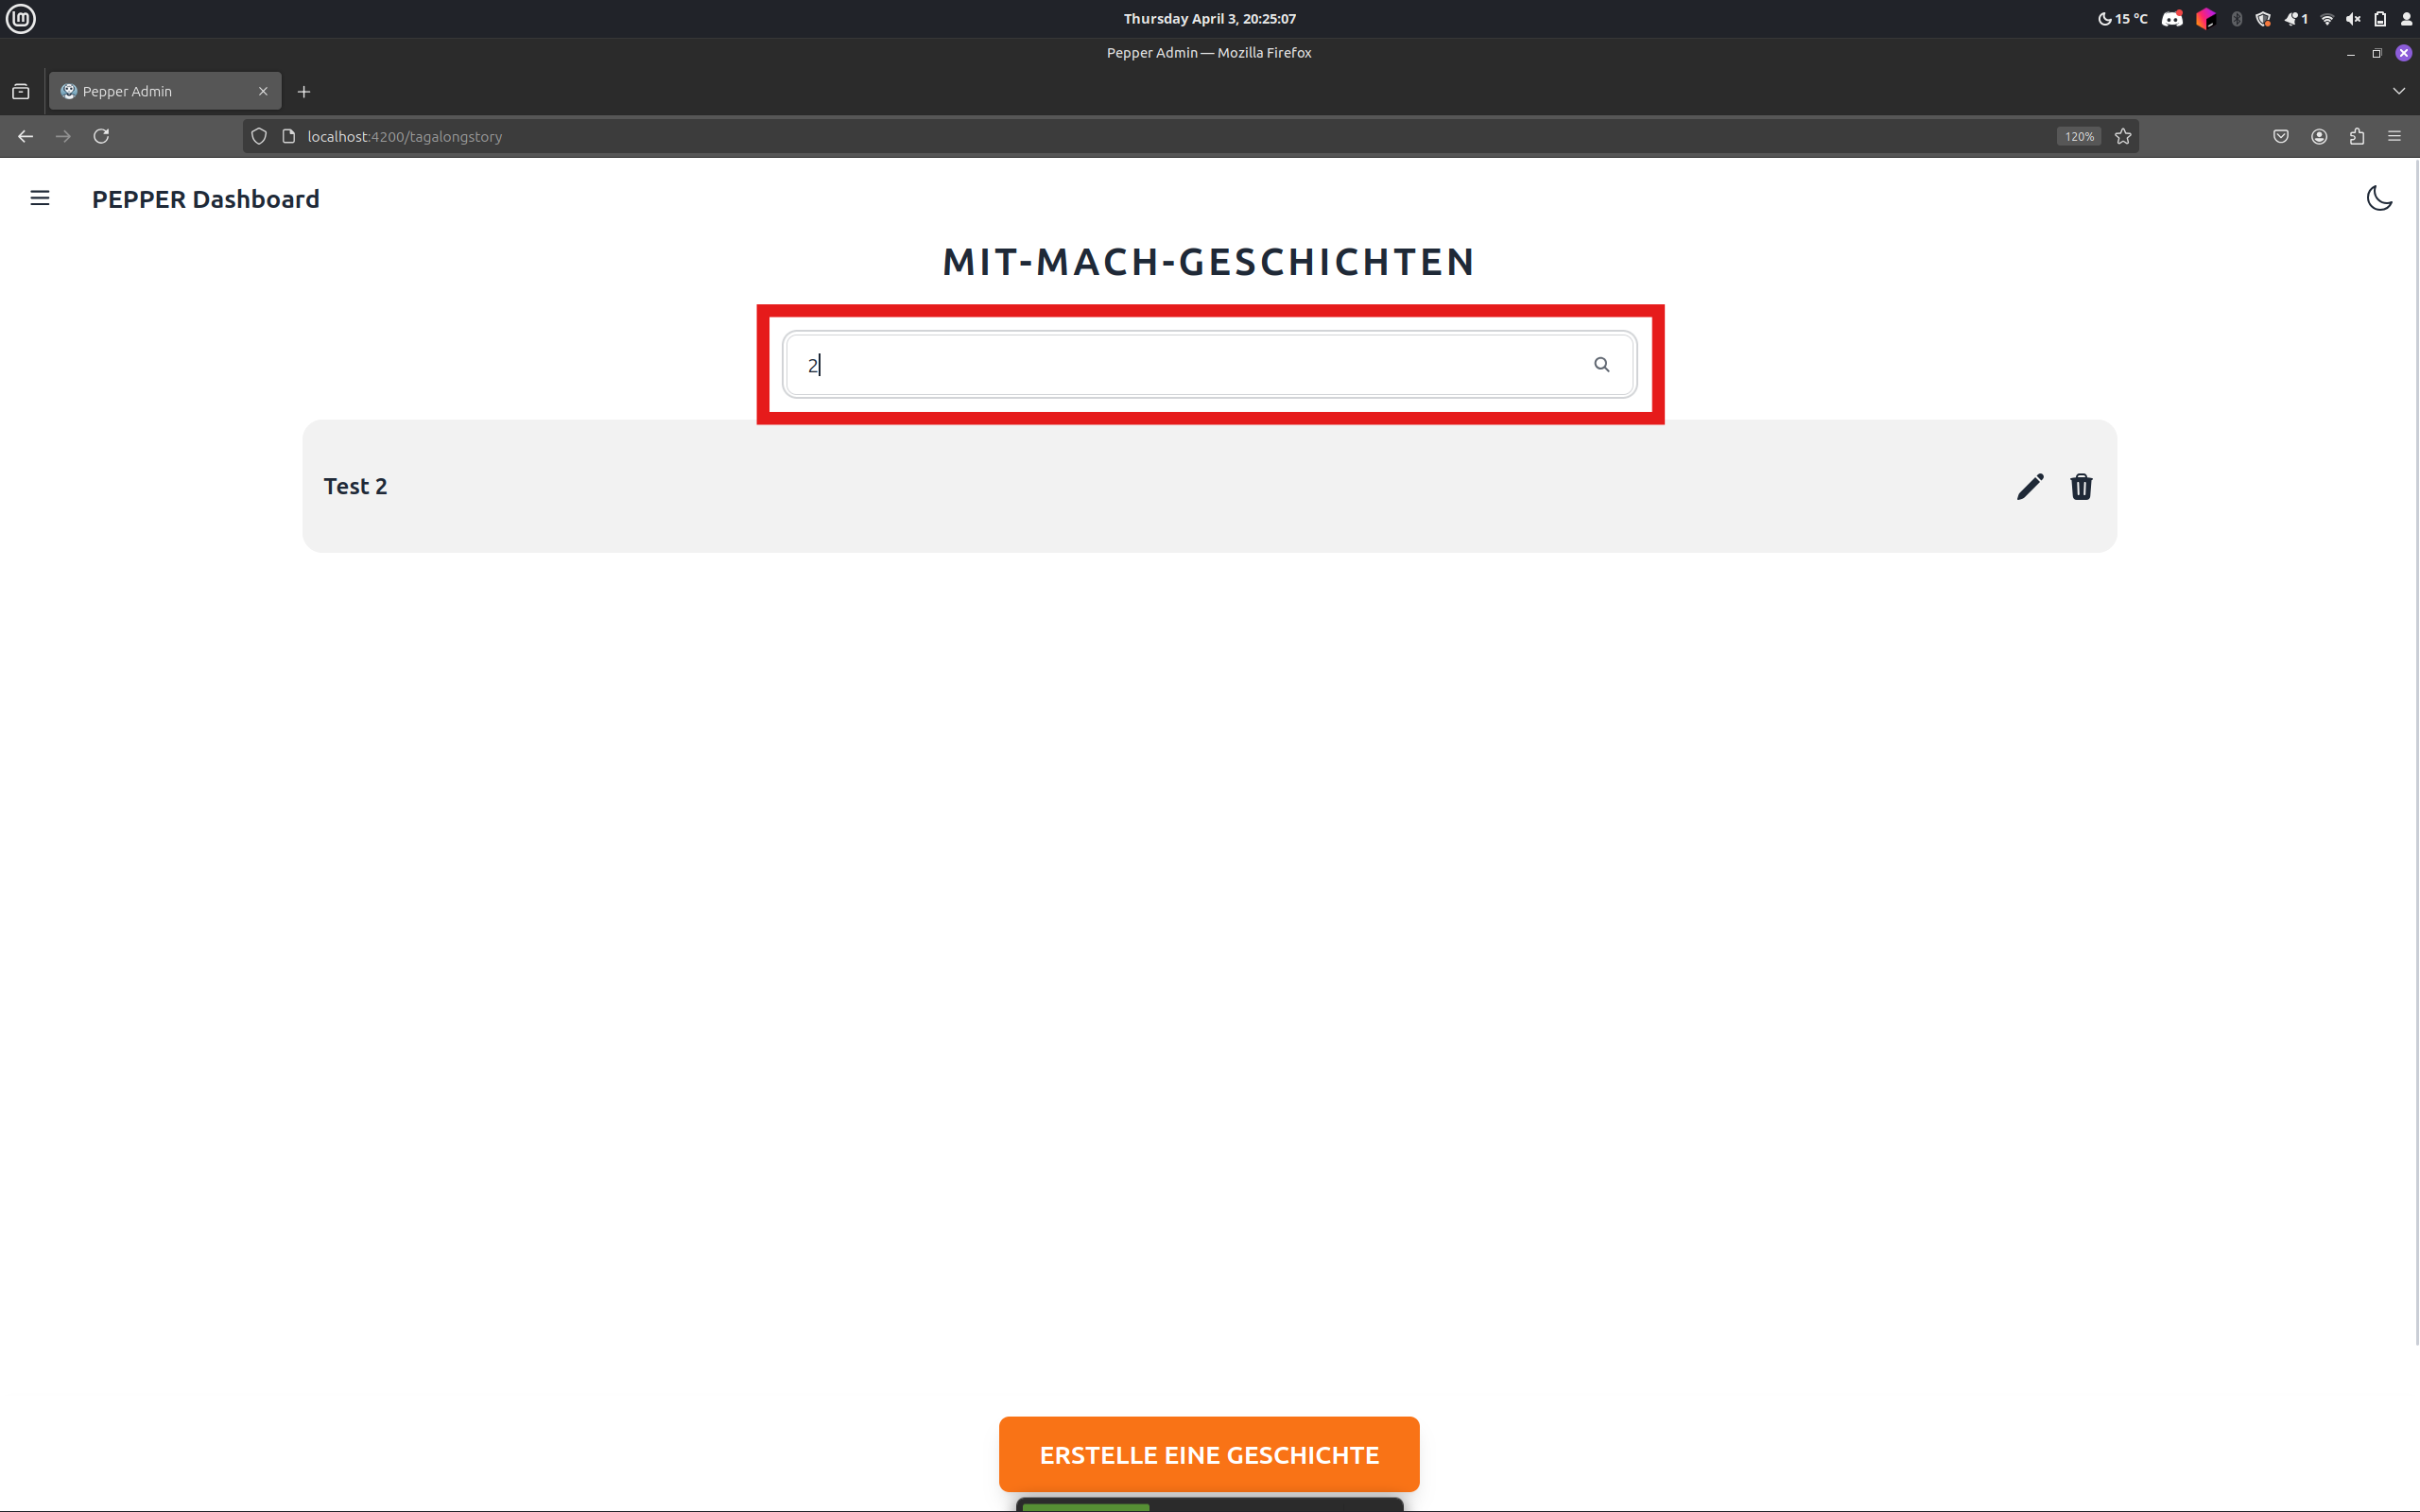 Thursday April 3, 20:25:07
15 °C
1
Pepper Admin — Mozilla Firefox
Pepper Admin
localhost:4200/tagalongstory
120%
PEPPER Dashboard
MIT-MACH-GESCHICHTEN
2
Test 2
ERSTELLE EINE GESCHICHTE